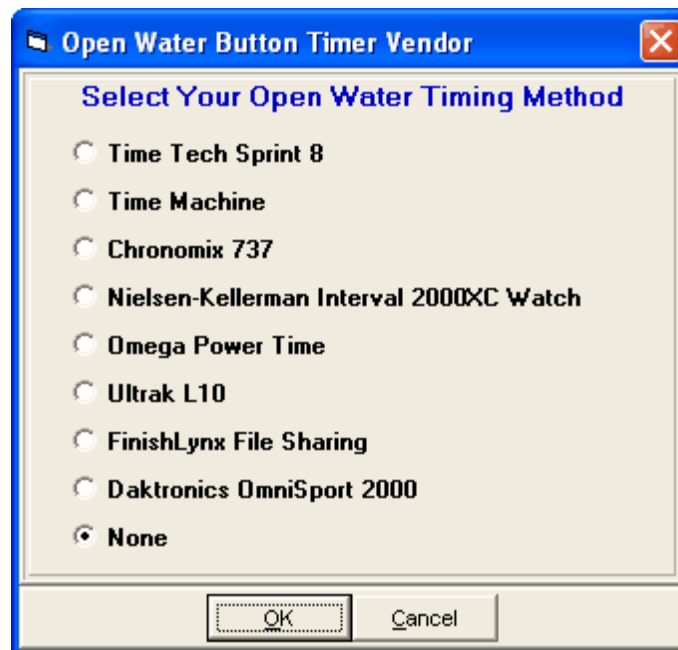 Open Water Button Timer Vendor
Select Your Open Water Timing Method
Time Tech Sprint 8
Time Machine
Chronomix 737
Nielsen-Kellerman Interval 2000XC Watch
Omega Power Time
Ultrak L10
FinishLynx File Sharing
Daktronics OmniSport 2000
None
OK Cancel